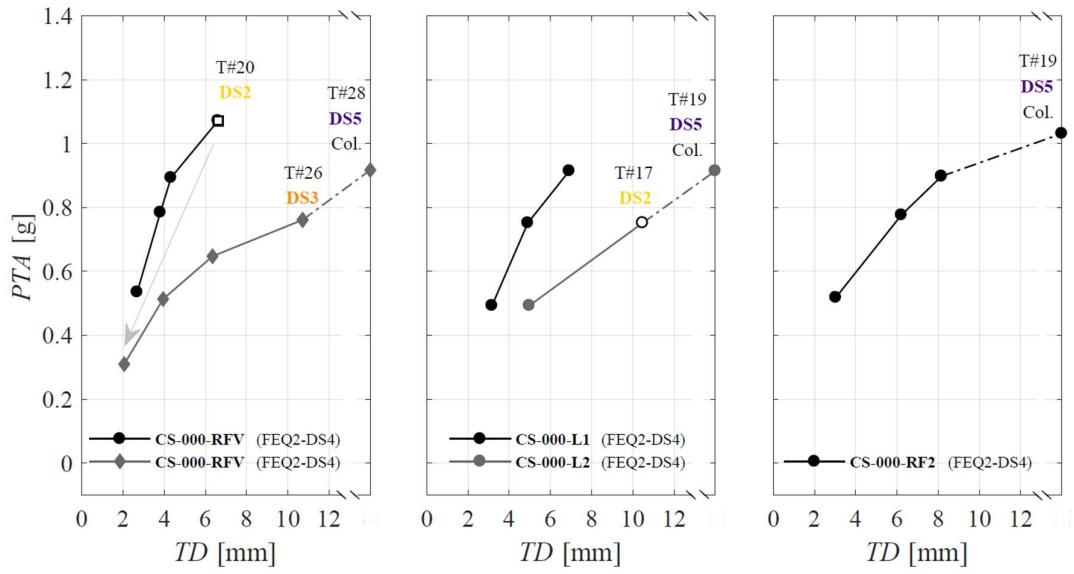 PTA [g]
1.4
1.2
1
0.8
0.6
0.4
0.2
0
T#20
DS2
T#28
DS5
Col.
T#26
DS3
CS-000-RFV (FEQ2-DS4)
CS-000-RFV (FEQ2-DS4)
0 2 4 6 8 10 12 14
TD [mm]
T#19
DS5
Col.
T#17
DS2
CS-000-L1 (FEQ2-DS4)
CS-000-L2 (FEQ2-DS4)
0 2 4 6 8 10 12 14
TD [mm]
T#19
DS5
Col.
CS-000-RF2 (FEQ2-DS4)
0 2 4 6 8 10 12 14
TD [mm]